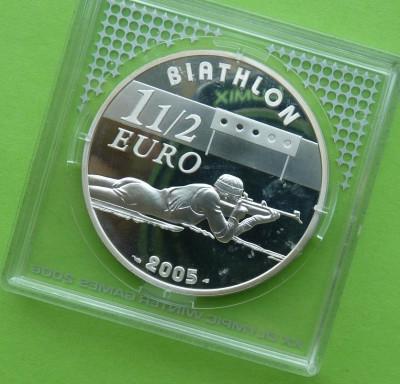 BIATHLON
1 1/2
EURO
2005
XX OLYMPIC WINTER GAMES 2006